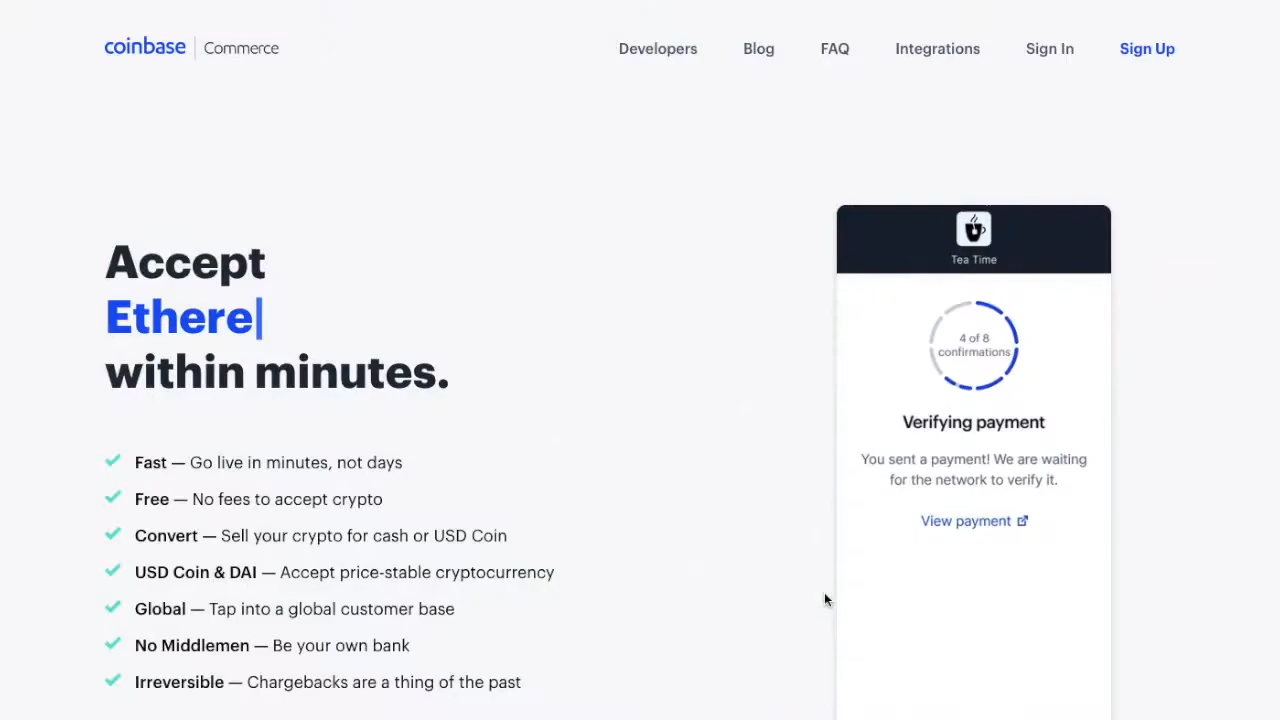 coinbase Commerce
Developers Blog FAQ Integrations Sign In Sign Up
Accept
Ethere
within minutes.
Fast — Go live in minutes, not days
Free — No fees to accept crypto
Convert — Sell your crypto for cash or USD Coin
USD Coin & DAI — Accept price-stable cryptocurrency
Global — Tap into a global customer base
No Middlemen — Be your own bank
Irreversible — Chargebacks are a thing of the past
Tea Time
4 of 8
confirmations
Verifying payment
You sent a payment! We are waiting
for the network to verify it.
View payment